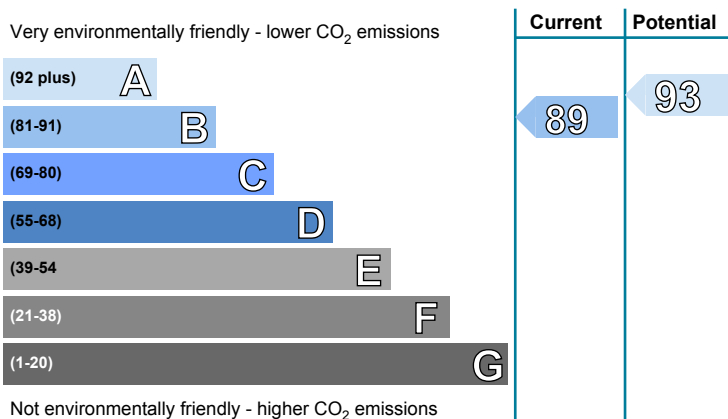 Very environmentally friendly - lower CO2 emissions
Current
Potential
(92 plus) A
(81-91) B
(69-80) C
(55-68) D
(39-54 E
(21-38) F
(1-20) G
89
93
Not environmentally friendly - higher CO2 emissions